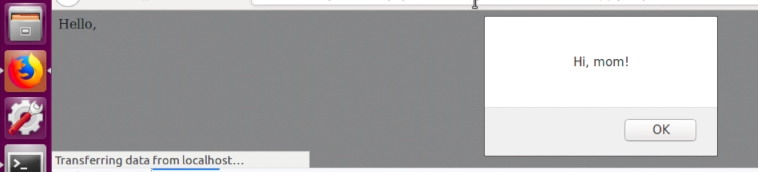 Hello,
Hi, mom!
OK
Transferring data from localhost...